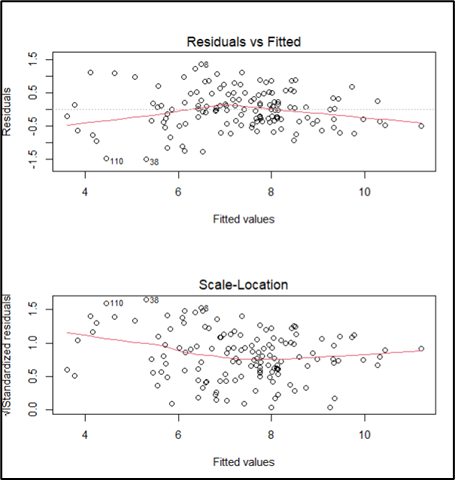 Residuals vs Fitted
Residuals
1.5
0.5
-0.5
-1.5
8
110
38
4 6 8 10
Fitted values
Scale-Location
√|Standardized residuals|
1.5
1.0
0.5
0.0
110
38
8
4 6 8 10
Fitted values